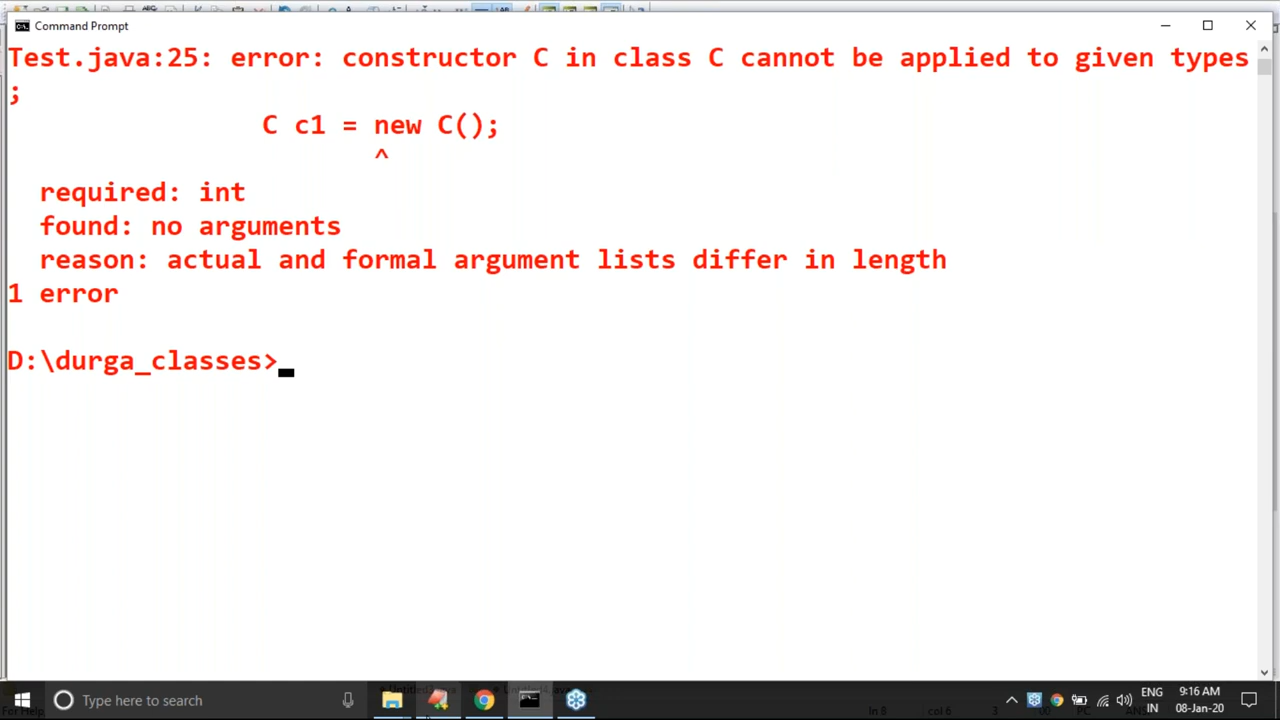 Command Prompt
Test.java:25: error: constructor C in class C cannot be applied to given types
;
C c1 = new C();
^
required: int
found: no arguments
reason: actual and formal argument lists differ in length
1 error
D:\durga_classes>
Type here to search
ENG
IN
9:16 AM
08-Jan-20